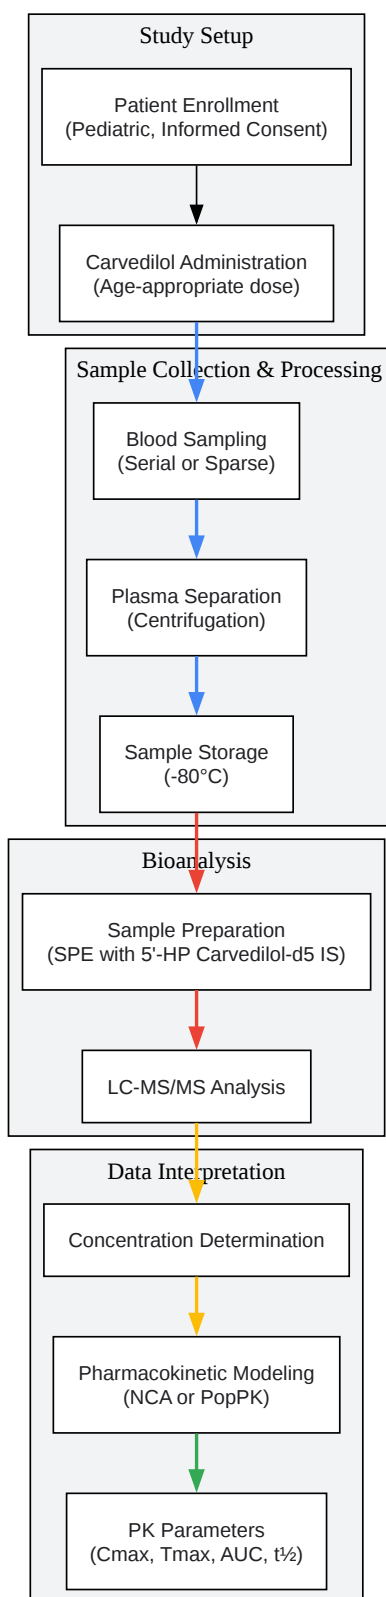 Study Setup
Patient Enrollment
(Pediatric, Informed Consent)
Carvedilol Administration
(Age-appropriate dose)
Sample Collection & Processing
Blood Sampling
(Serial or Sparse)
Plasma Separation
(Centrifugation)
Sample Storage
(-80°C)
Bioanalysis
Sample Preparation
(SPE with 5'-HP Carvedilol-d5 IS)
LC-MS/MS Analysis
Data Interpretation
Concentration Determination
Pharmacokinetic Modeling
(NCA or PopPK)
PK Parameters
(Cmax, Tmax, AUC, t½)